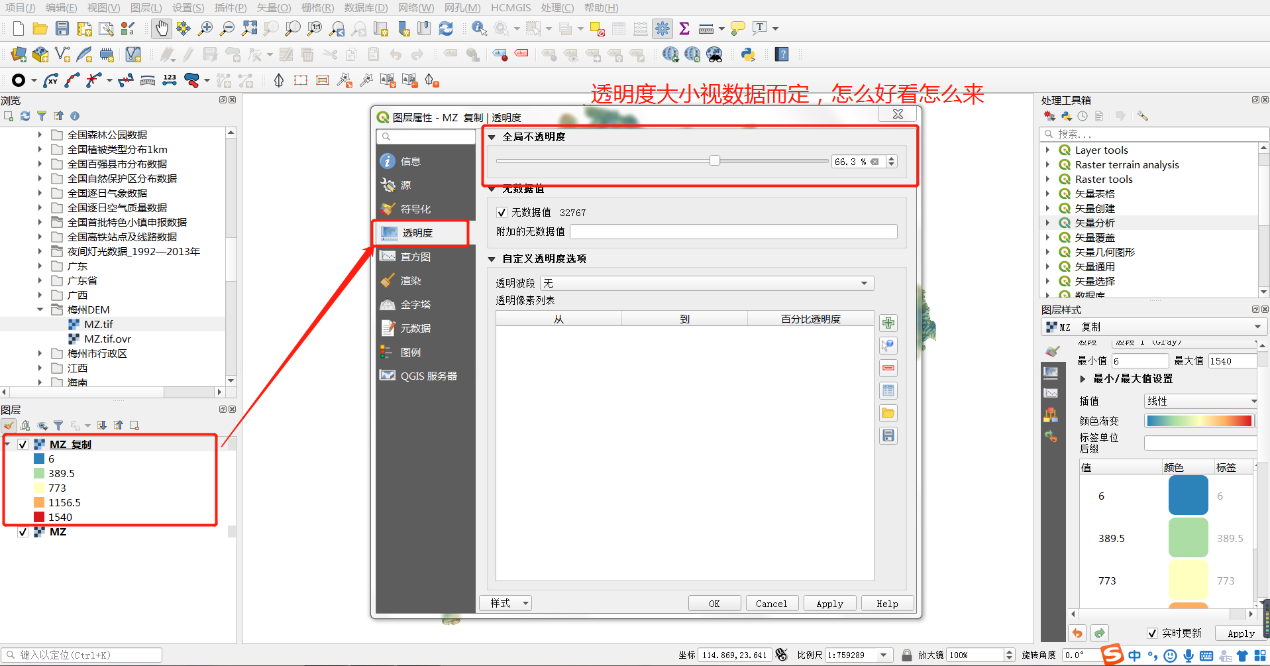 项目(J) 编辑(E) 视图(V) 图层(L) 设置(S) 插件(P) 矢量(O) 栅格(R) 数据库(D) 网络(W) 网孔(M) HCMGIS 处理(C) 帮助(H)
透明度大小视数据而定，怎么好看怎么来
浏览
全国森林公园数据
全国植被类型分布1km
全国百强县市分布数据
全国自然保护区分布数据
全国逐日气象数据
全国逐日空气质量数据
全国首批特色小镇申报数据
全国高铁站点及线路数据
夜间灯光数据_1992—2013年
广东
广东省
广西
梅州DEM
MZ.tif
MZ.tif.ovr
梅州市行政区
江西
海南
图层
MZ 复制
6
389.5
773
1156.5
1540
MZ
图层属性 - MZ 复制 | 透明度
信息
源
符号化
透明度
直方图
渲染
金字塔
元数据
图例
QGIS 服务器
全局不透明度
66.3 %
无数据值
无数据值 32767
附加的无数据值
自定义透明度选项
透明波段 无
透明像素列表
从 到 百分比透明度
样式 OK Cancel Apply Help
处理工具箱
搜索...
Layer tools
Raster terrain analysis
Raster tools
矢量表格
矢量创建
矢量分析
矢量覆盖
矢量几何图形
矢量通用
矢量选择
数据库
图层样式
MZ 复制
波段 波段 1 (Gray)
最小值 6 最大值 1540
最小/最大值设置
插值 线性
颜色渐变
标签单位
后缀
值 颜色 标签
6 6
389.5 389.5
773 773
实时更新 Apply
键入以定位(Ctrl+K) 坐标 114.869,23.641 比例尺 1:759289 放大镜 100% 旋转角度 0.0° 中